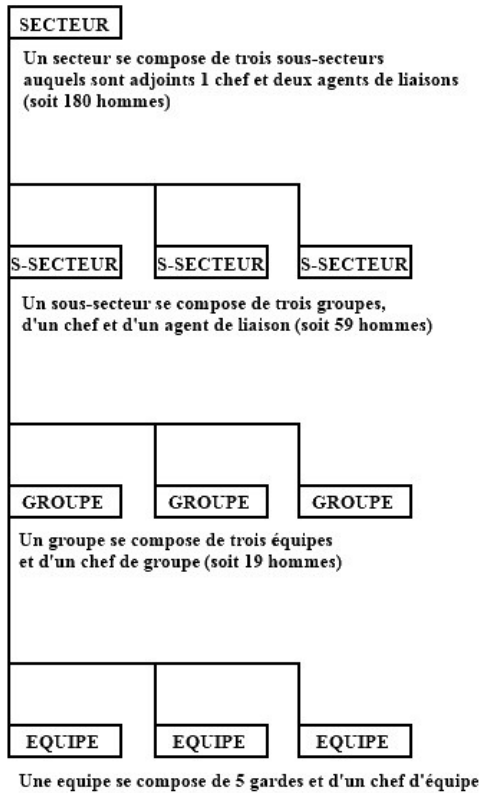 SECTEUR
Un secteur se compose de trois sous-secteurs
auquels sont adjoints 1 chef et deux agents de liaisons
(soit 180 hommes)
S-SECTEUR S-SECTEUR S-SECTEUR
Un sous-secteur se compose de trois groupes,
d'un chef et d'un agent de liaison (soit 59 hommes)
GROUPE GROUPE GROUPE
Un groupe se compose de trois équipes
et d'un chef de groupe (soit 19 hommes)
EQUIPE EQUIPE EQUIPE
Une equipe se compose de 5 gardes et d'un chef d'équipe